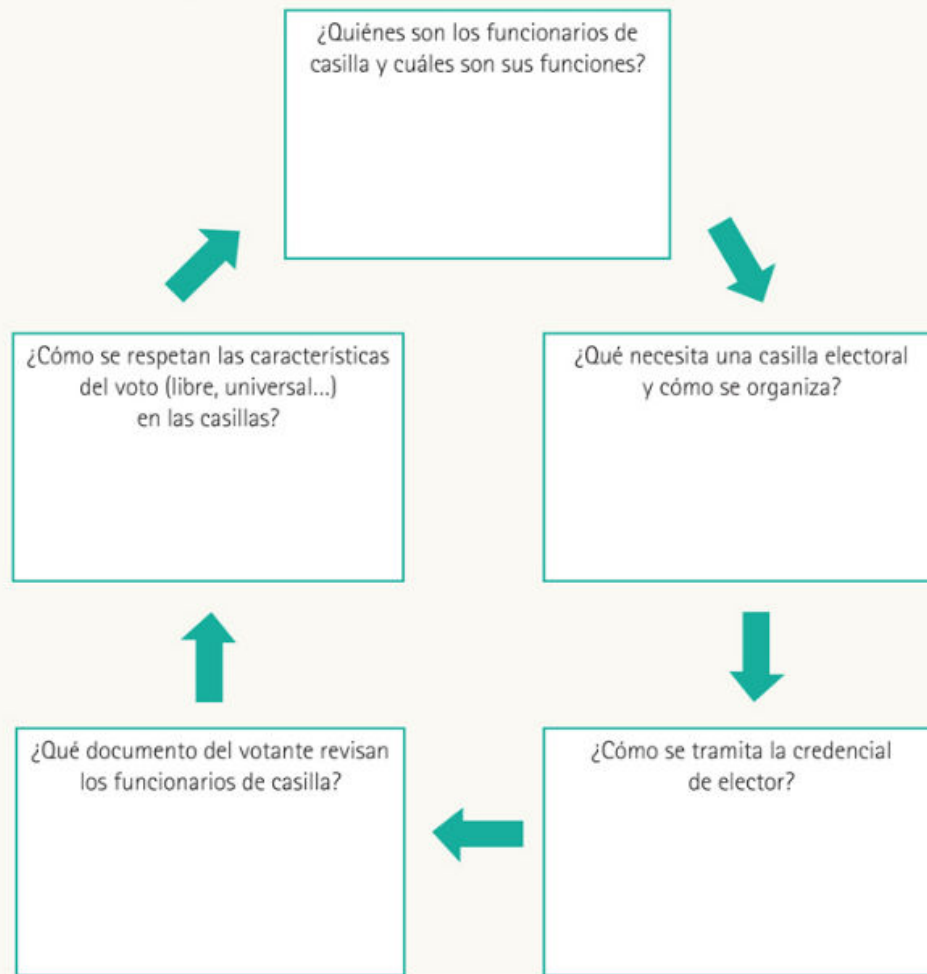 ¿Quiénes son los funcionarios de
casilla y cuáles son sus funciones?
¿Qué necesita una casilla electoral
y cómo se organiza?
¿Cómo se tramita la credencial
de elector?
¿Qué documento del votante revisan
los funcionarios de casilla?
¿Cómo se respetan las características
del voto (libre, universal...)
en las casillas?